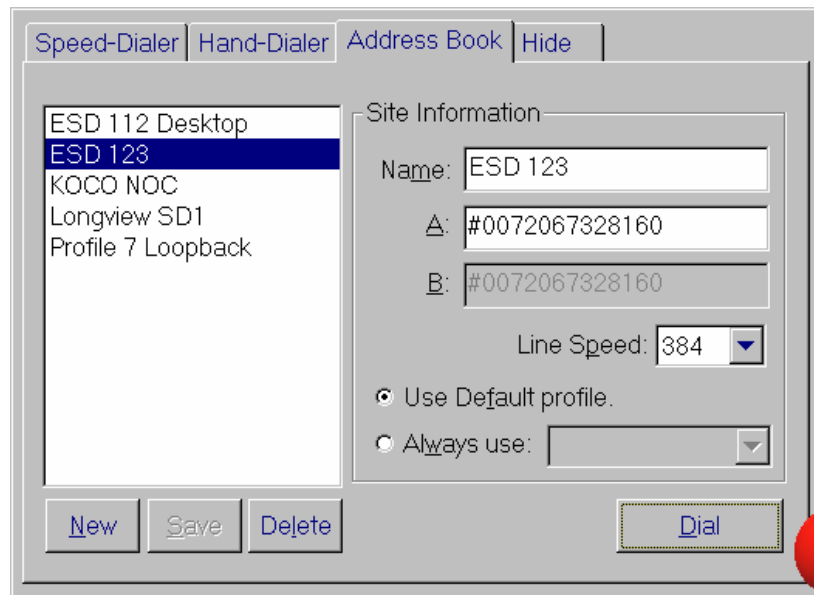 Speed-Dialer Hand-Dialer Address Book Hide
ESD 112 Desktop
ESD 123
KOCO NOC
Longview SD1
Profile 7 Loopback
Site Information
Name: ESD 123
A: #0072067328160
B: #0072067328160
Line Speed: 384
Use Default profile.
Always use:
New Save Delete Dial